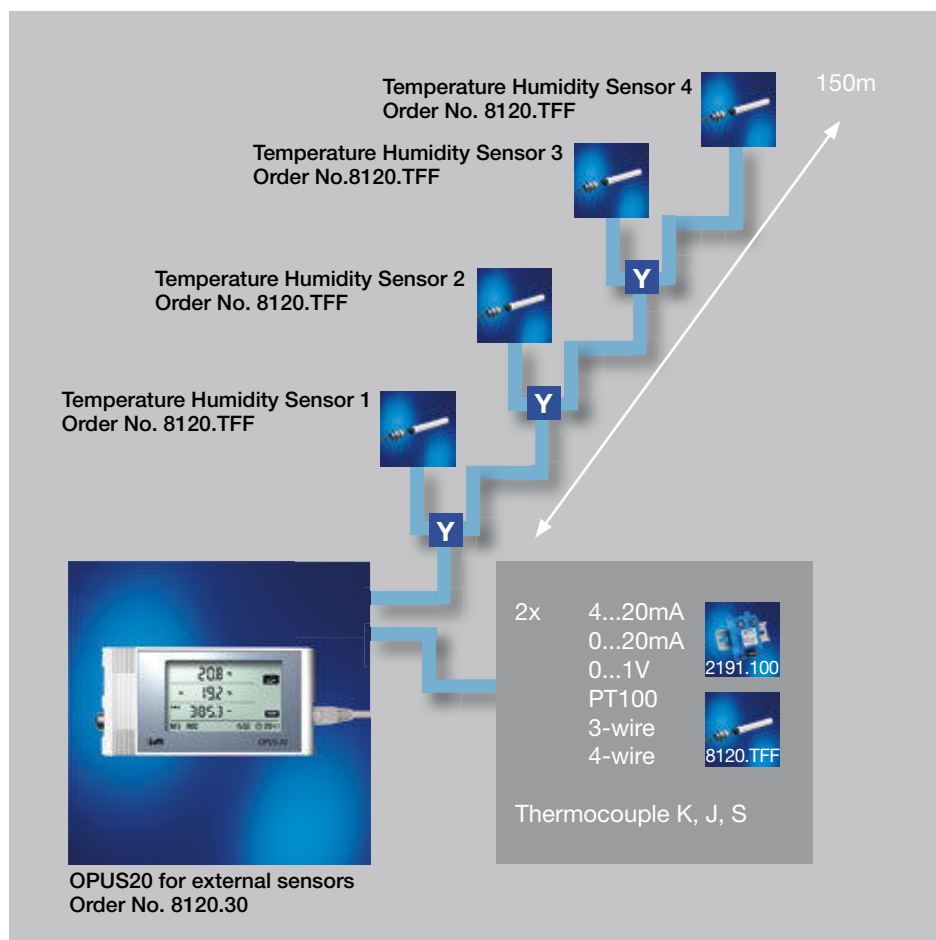 150m
Temperature Humidity Sensor 4
Order No. 8120.TFF
Temperature Humidity Sensor 3
Order No.8120.TFF
Temperature Humidity Sensor 2
Order No. 8120.TFF
Temperature Humidity Sensor 1
Order No. 8120.TFF
Y
Y
Y
2x 4...20mA
0...20mA
0...1V
PT100
3-wire
4-wire
2191.100
8120.TFF
Thermocouple K, J, S
20.8
19.2
385.3
OPUS20
OPUS20 for external sensors
Order No. 8120.30